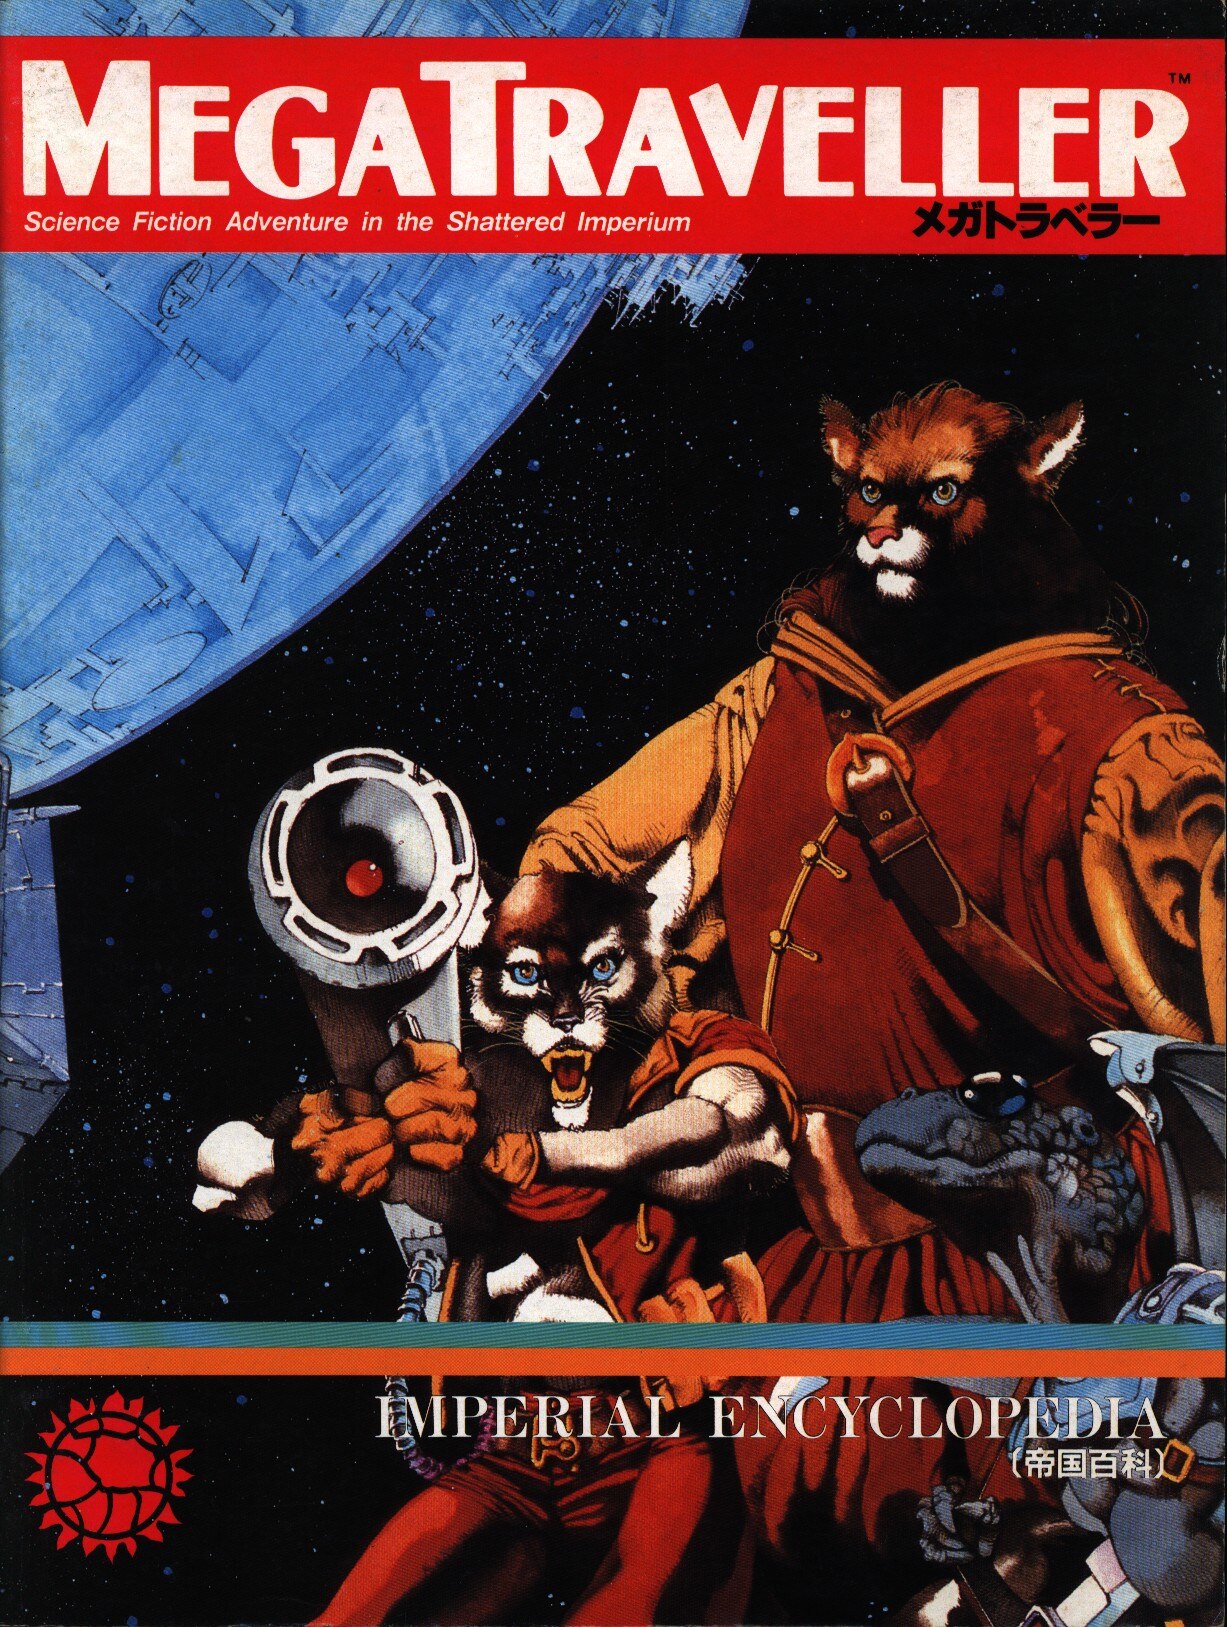 MEGATRAVELLER™
Science Fiction Adventure in the Shattered Imperium
メガトラベラー
IMPERIAL ENCYCLOPEDIA
(帝国百科)